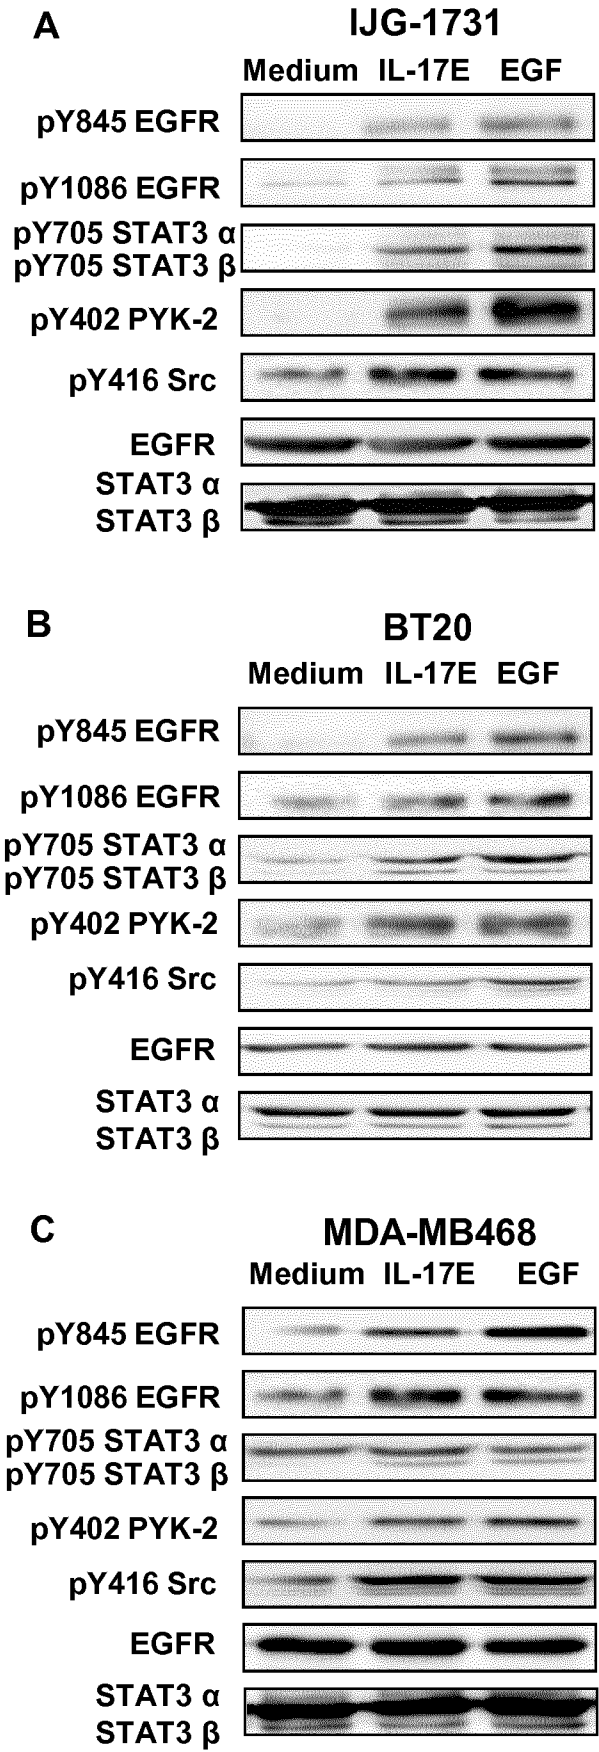 A
IJG-1731
Medium IL-17E EGF
pY845 EGFR
pY1086 EGFR
pY705 STAT3 α
pY705 STAT3 β
pY402 PYK-2
pY416 Src
EGFR
STAT3 α
STAT3 β
B
BT20
Medium IL-17E EGF
pY845 EGFR
pY1086 EGFR
pY705 STAT3 α
pY705 STAT3 β
pY402 PYK-2
pY416 Src
EGFR
STAT3 α
STAT3 β
C
MDA-MB468
Medium IL-17E EGF
pY845 EGFR
pY1086 EGFR
pY705 STAT3 α
pY705 STAT3 β
pY402 PYK-2
pY416 Src
EGFR
STAT3 α
STAT3 β